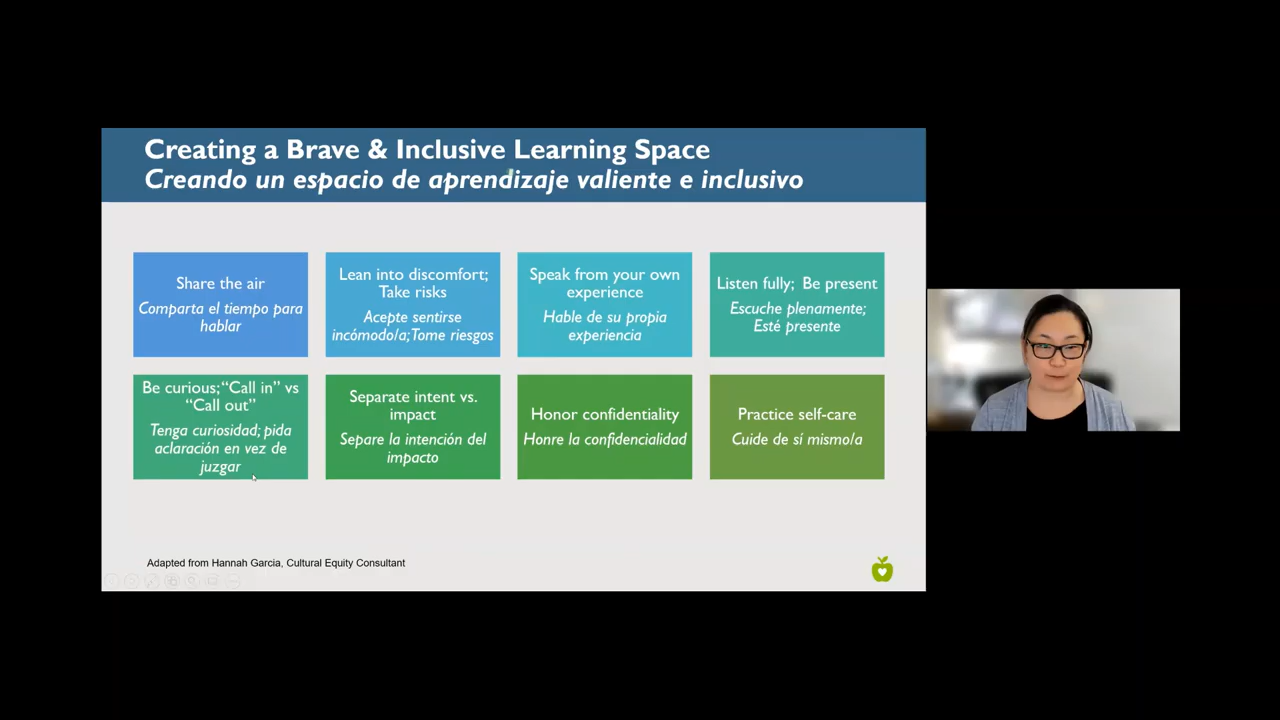 Creating a Brave & Inclusive Learning Space
Creando un espacio de aprendizaje valiente e inclusivo
Share the air
Comparta el tiempo para
hablar
Lean into discomfort;
Take risks
Acepte sentirse
incómodo/a;Tome riesgos
Speak from your own
experience
Hable de su propia
experiencia
Listen fully;  Be present
Escuche plenamente;
Esté presente
Be curious;“Call in” vs
“Call out”
Tenga curiosidad; pida
aclaración en vez de
juzgar
Separate intent vs.
impact
Separe la intención del
impacto
Honor confidentiality
Honre la confidencialidad
Practice self-care
Cuide de sí mismo/a
Adapted from Hannah Garcia, Cultural Equity Consultant